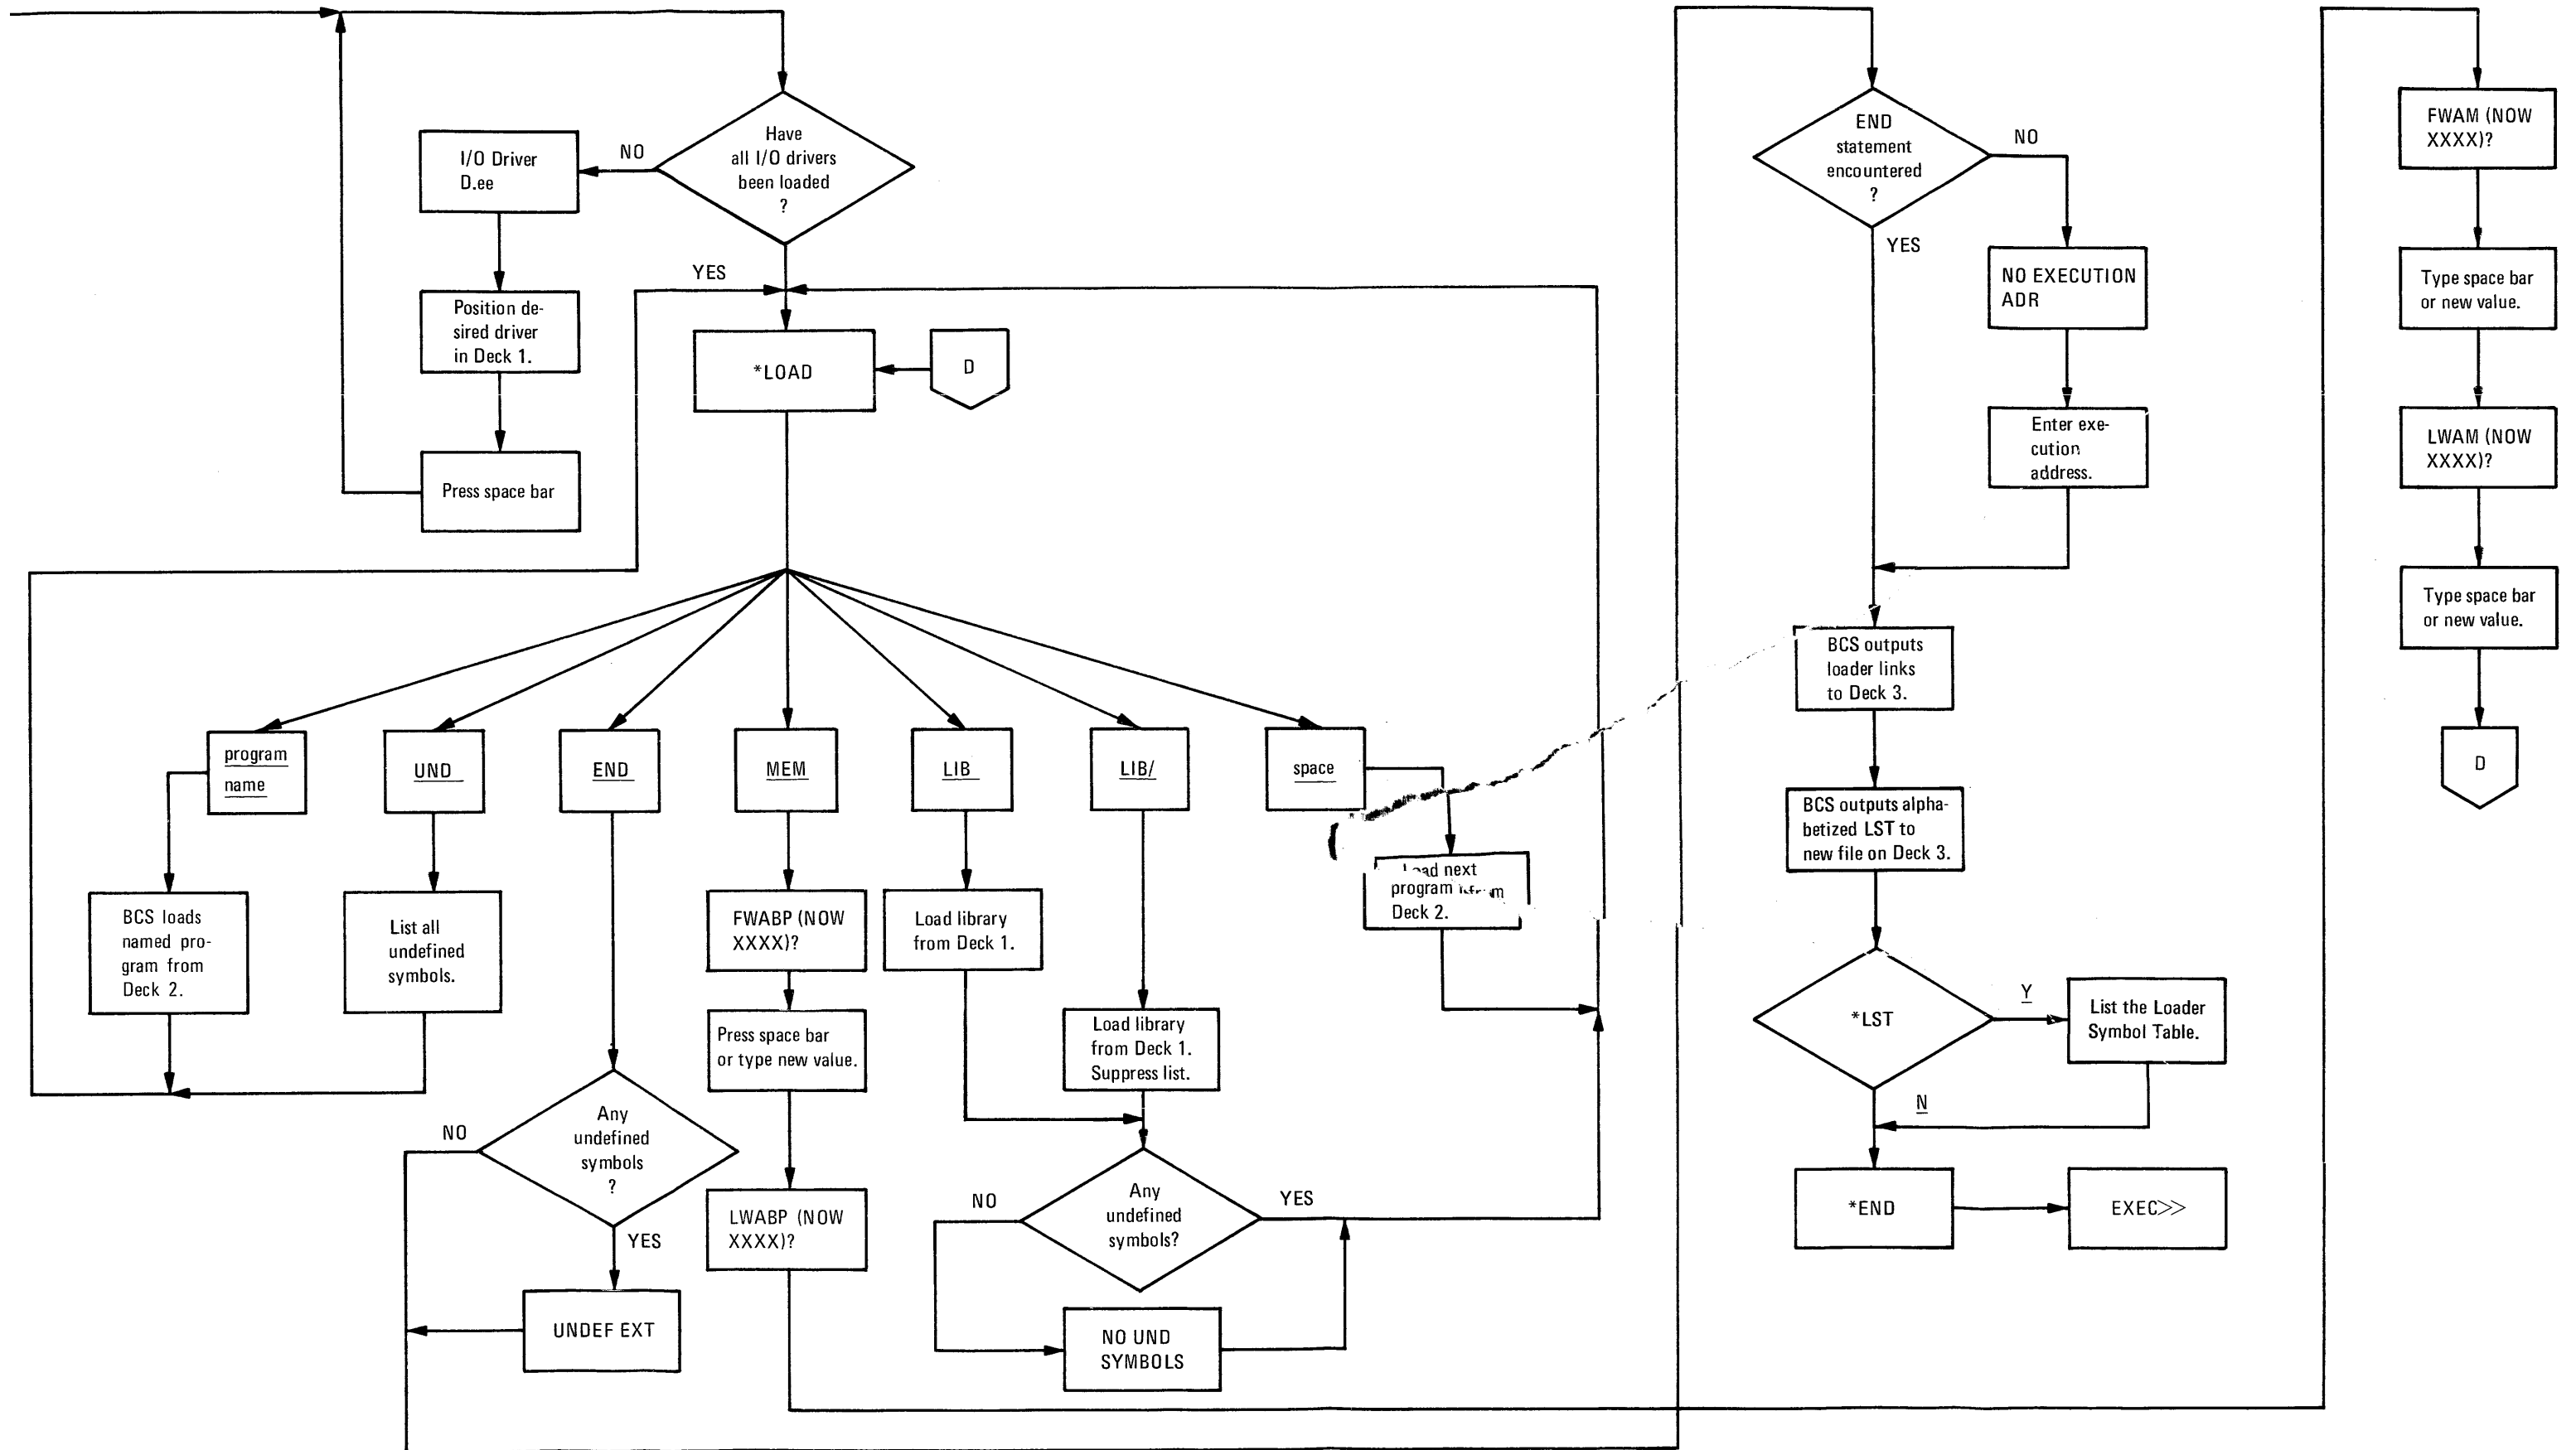 Have
all I/O drivers
been loaded
?
NO
YES
I/O Driver
D.ee
Position de-
sired driver
in Deck 1.
Press space bar
*LOAD
D
program
name
UND
END
MEM
LIB
LIB/
space
BCS loads
named pro-
gram from
Deck 2.
List all
undefined
symbols.
Any
undefined
symbols
?
NO
YES
UNDEF EXT
FWABP (NOW
XXXX)?
Press space bar
or type new value.
LWABP (NOW
XXXX)?
Load library
from Deck 1.
Load library
from Deck 1.
Suppress list.
Any
undefined
symbols?
NO
YES
NO UND
SYMBOLS
Load next
program from
Deck 2.
END
statement
encountered
?
NO
YES
NO EXECUTION
ADR
Enter exe-
cution
address.
BCS outputs
loader links
to Deck 3.
BCS outputs alpha-
betized LST to
new file on Deck 3.
*LST
Y
List the Loader
Symbol Table.
N
*END
EXEC>>
FWAM (NOW
XXXX)?
Type space bar
or new value.
LWAM (NOW
XXXX)?
Type space bar
or new value.
D